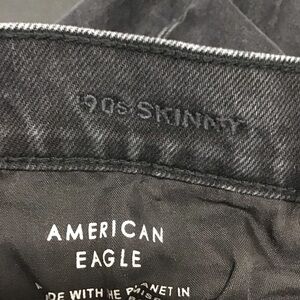 '90s SKINNY
AMERICAN
EAGLE
WITH THE PLANET IN